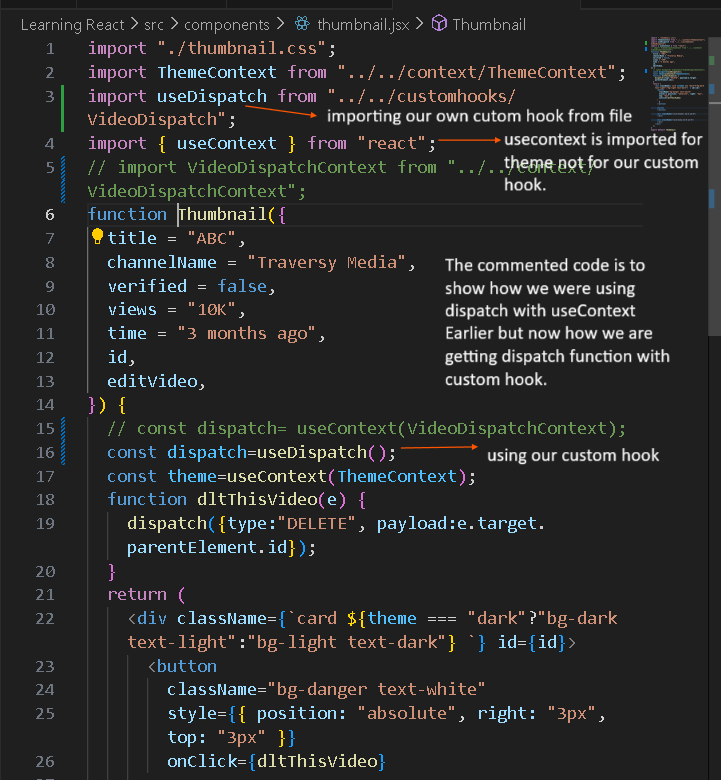 Learning React > src > components > thumbnail.jsx > Thumbnail
1 import "./thumbnail.css";
2 import ThemeContext from "../../context/ThemeContext";
3 import useDispatch from "../../customhooks/
VideoDispatch";
importing our own cutom hook from file
4 import { useContext } from "react";
usecontext is imported for
theme not for our custom
hook.
5 // import VideoDispatchContext from "../../context/
VideoDispatchContext";
6 function Thumbnail({
7 title = "ABC",
8 channelName = "Traversy Media",
9 verified = false,
10 views = "10K",
11 time = "3 months ago",
12 id,
13 editVideo,
14 }) {
The commented code is to
show how we were using
dispatch with useContext
Earlier but now how we are
getting dispatch function with
custom hook.
15 // const dispatch= useContext(VideoDispatchContext);
16 const dispatch=useDispatch();
using our custom hook
17 const theme=useContext(ThemeContext);
18 function dltThisVideo(e) {
19 dispatch({type:"DELETE", payload:e.target.
parentElement.id});
20 }
21 return (
22 <div className={`card ${theme === "dark"?"bg-dark
text-light":"bg-light text-dark"} `} id={id}>
23 <button
24 className="bg-danger text-white"
25 style={{ position: "absolute", right: "3px",
top: "3px" }}
26 onClick={dltThisVideo}